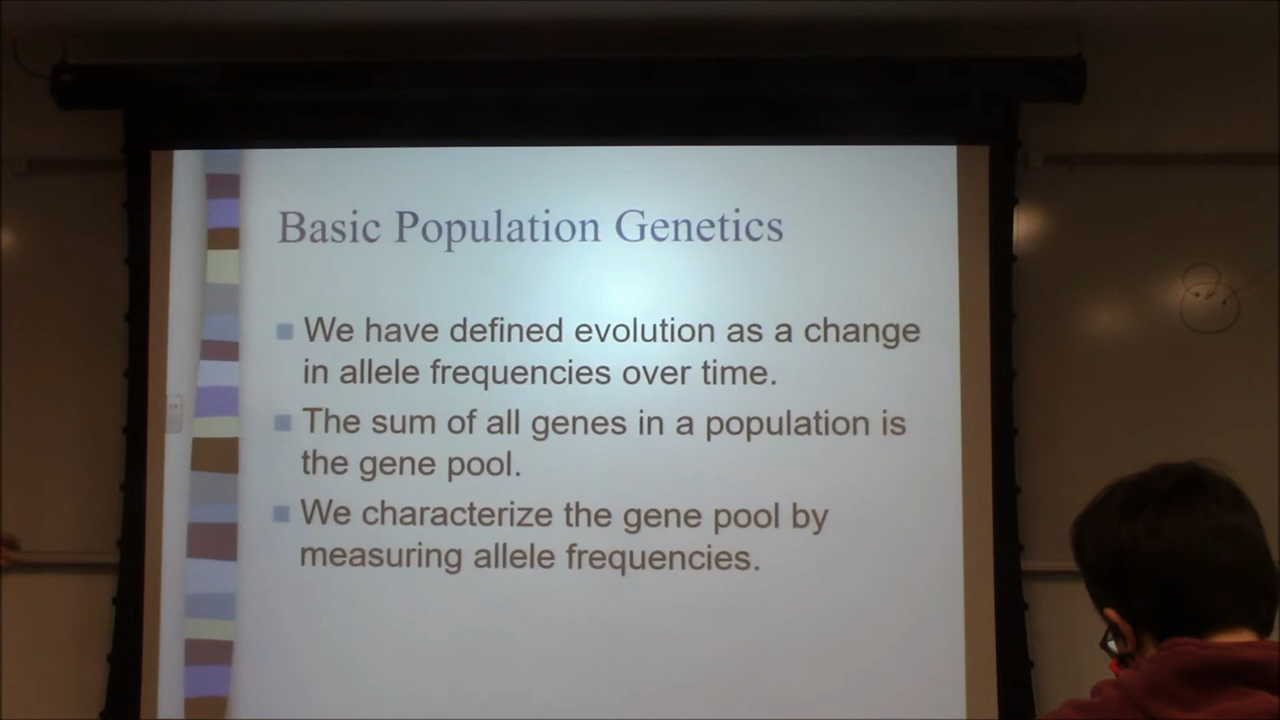 Basic Population Genetics
We have defined evolution as a change
in allele frequencies over time.
The sum of all genes in a population is
the gene pool.
We characterize the gene pool by
measuring allele frequencies.